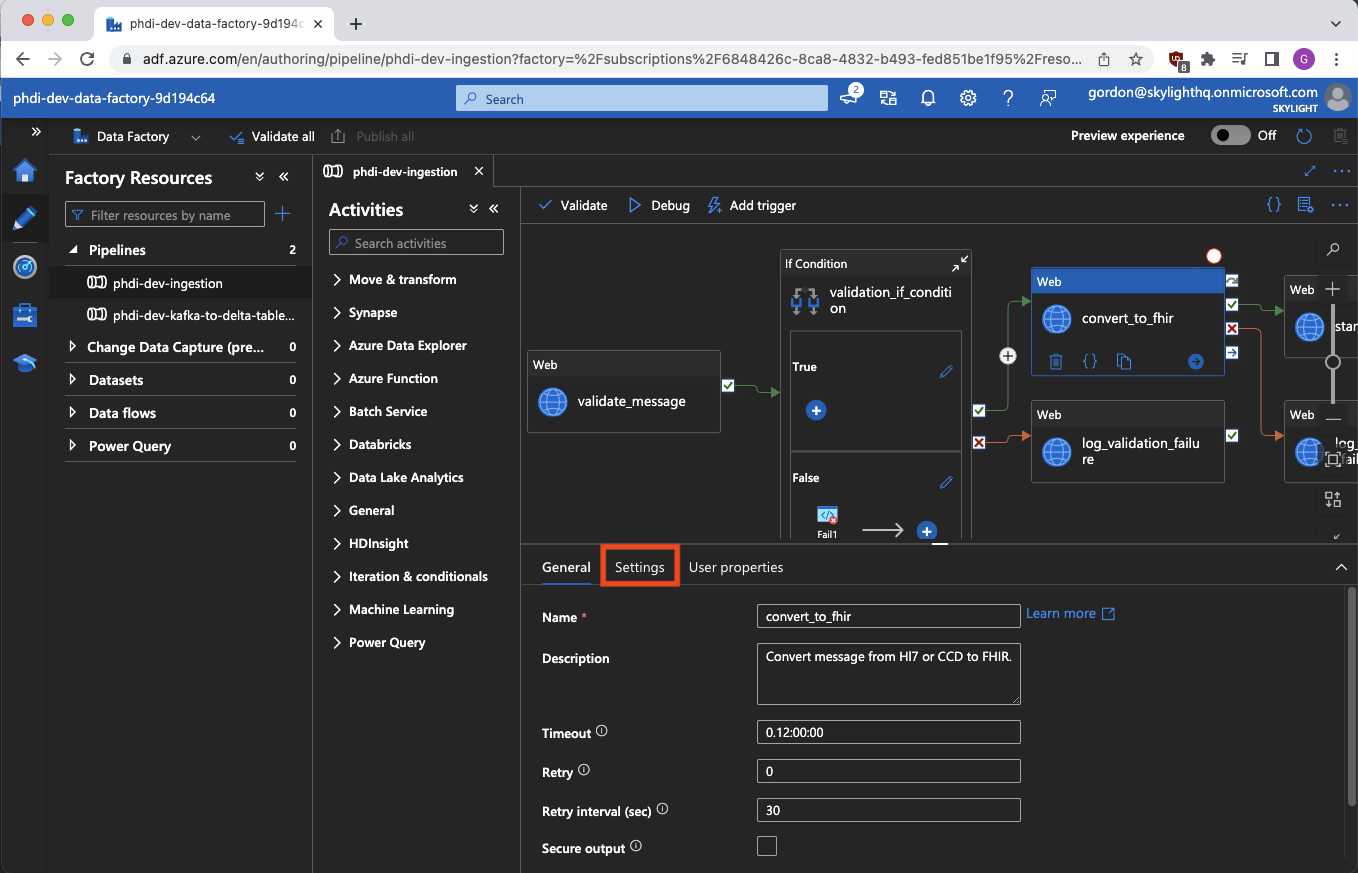 phdi-dev-data-factory-9d194c
adf.azure.com/en/authoring/pipeline/phdi-dev-ingestion?factory=%2Fsubscriptions%2F6848426c-8ca8-4832-b493-fed851be1f95%2Freso...
8
G
phdi-dev-data-factory-9d194c64
Search
2
gordon@skylighthq.onmicrosoft.com
SKYLIGHT
Data Factory
Validate all
Publish all
Preview experience
Off
Factory Resources
Filter resources by name
Pipelines
2
phdi-dev-ingestion
phdi-dev-kafka-to-delta-table...
Change Data Capture (pre...
0
Datasets
0
Data flows
0
Power Query
0
phdi-dev-ingestion
Activities
Search activities
Move & transform
Synapse
Azure Data Explorer
Azure Function
Batch Service
Databricks
Data Lake Analytics
General
HDInsight
Iteration & conditionals
Machine Learning
Power Query
Validate
Debug
Add trigger
Web
validate_message
If Condition
validation_if_conditi
on
True
False
Fail1
Web
convert_to_fhir
Web
log_validation_failu
re
Web
star
Web
log_
fail
General
Settings
User properties
Name *
convert_to_fhir
Learn more
Description
Convert message from Hl7 or CCD to FHIR.
Timeout
0.12:00:00
Retry
0
Retry interval (sec)
30
Secure output